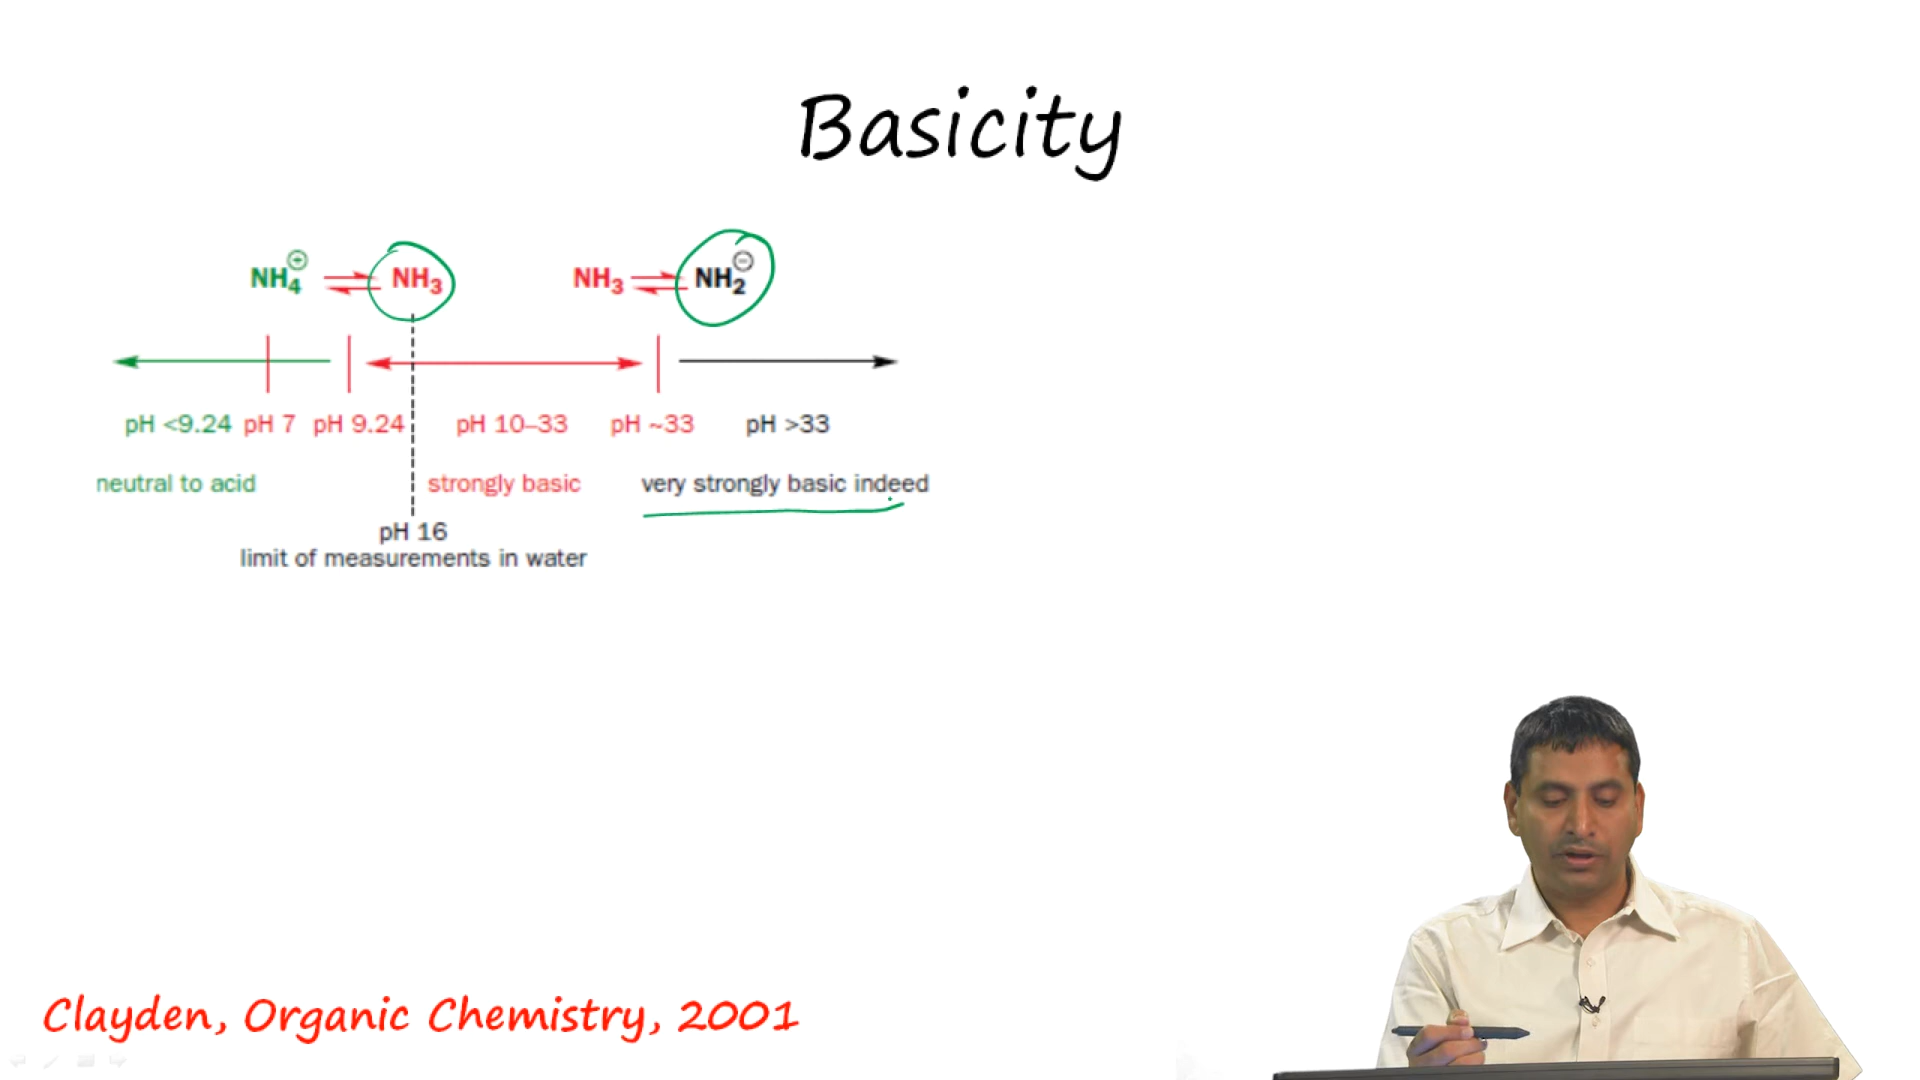 Basicity
NH₄⊕ ⇌ NH₃ NH₃ ⇌ NH₂⊖
pH <9.24 pH 7 pH 9.24 pH 10–33 pH ~33 pH >33
neutral to acid strongly basic very strongly basic indeed
pH 16
limit of measurements in water
Clayden, Organic Chemistry, 2001